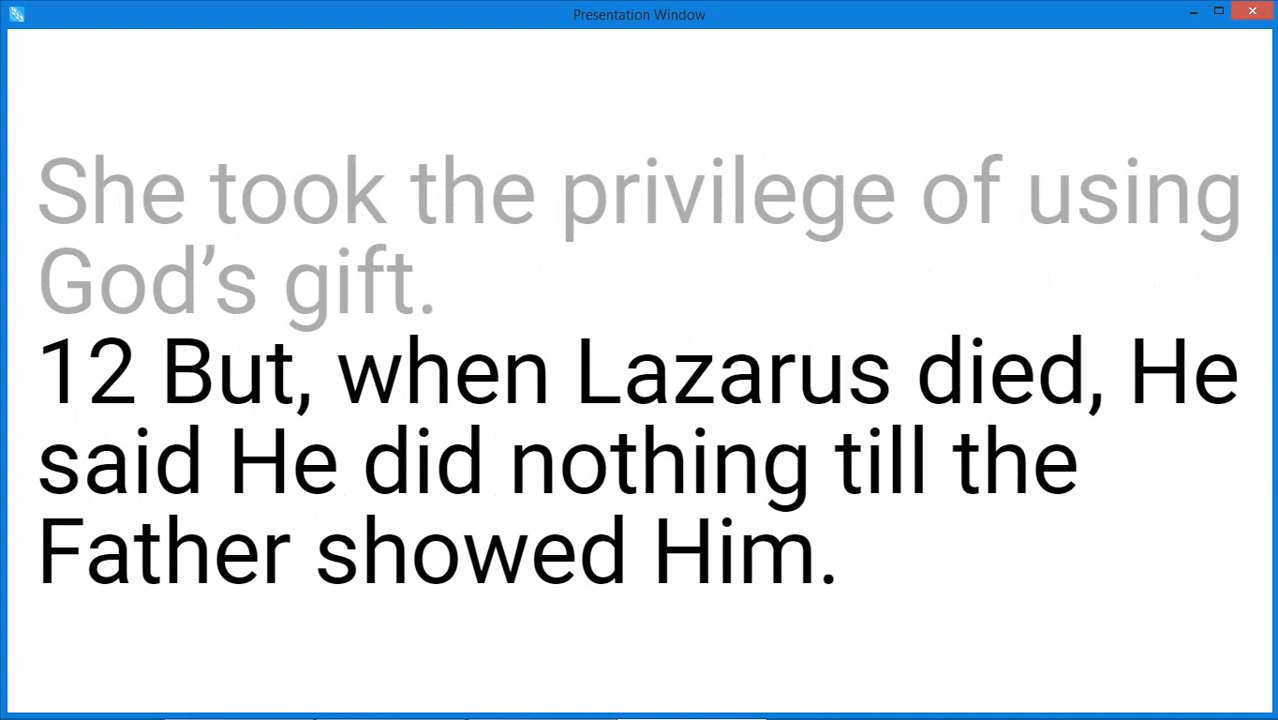 Presentation Window
She took the privilege of using
God’s gift.
12 But, when Lazarus died, He
said He did nothing till the
Father showed Him.